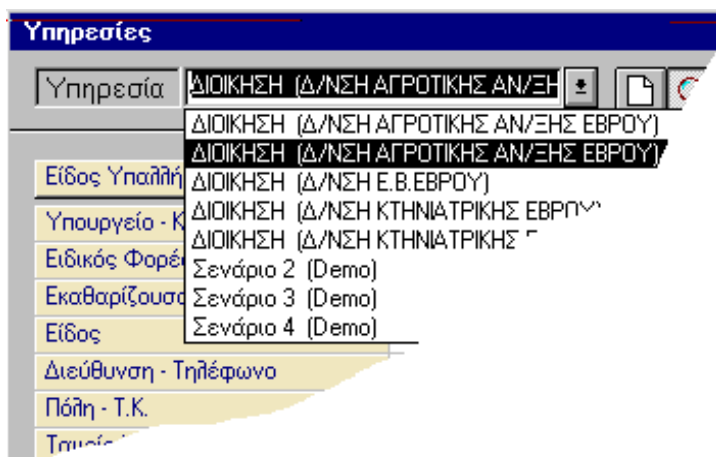 Υπηρεσίες
Υπηρεσία ΔΙΟΙΚΗΣΗ (Δ/ΝΣΗ ΑΓΡΟΤΙΚΗΣ ΑΝ/ΞΗ
ΔΙΟΙΚΗΣΗ (Δ/ΝΣΗ ΑΓΡΟΤΙΚΗΣ ΑΝ/ΞΗΣ ΕΒΡΟΥ)
ΔΙΟΙΚΗΣΗ (Δ/ΝΣΗ ΑΓΡΟΤΙΚΗΣ ΑΝ/ΞΗΣ ΕΒΡΟΥ)
ΔΙΟΙΚΗΣΗ (Δ/ΝΣΗ Ε.Β.ΕΒΡΟΥ)
ΔΙΟΙΚΗΣΗ (Δ/ΝΣΗ ΚΤΗΝΙΑΤΡΙΚΗΣ ΕΒΡΟΥ)
ΔΙΟΙΚΗΣΗ (Δ/ΝΣΗ ΚΤΗΝΙΑΤΡΙΚΗΣ
Σενάριο 2 (Demo)
Σενάριο 3 (Demo)
Σενάριο 4 (Demo)
Είδος Υπαλλή
Υπουργείο - Κ
Ειδικός Φορέ
Εκαθαρίζουσα
Είδος
Διεύθυνση - Τηλέφωνο
Πόλη - Τ.Κ.